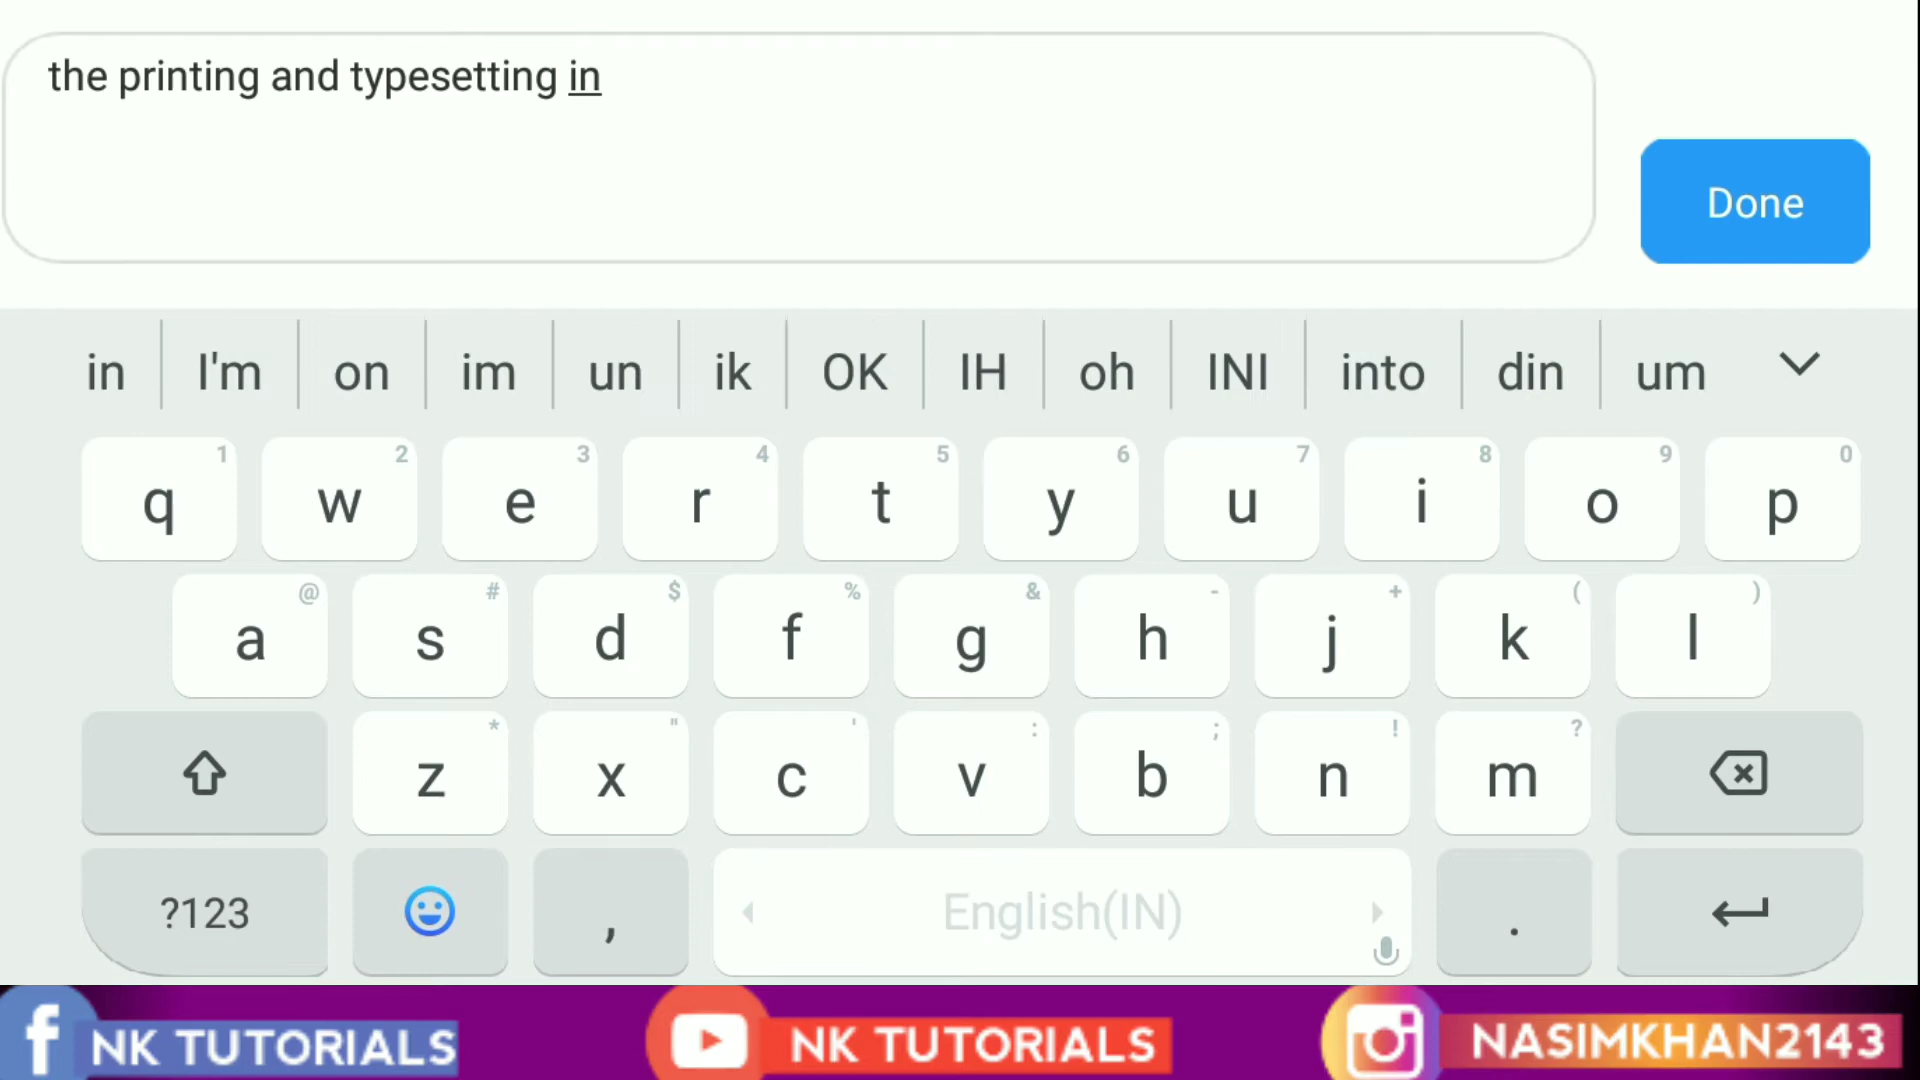 the printing and typesetting in
Done
in I'm on im un ik OK IH oh INI into din um
1 2 3 4 5 6 7 8 9 0
q w e r t y u i o p
@ # $ % & - + ( )
a s d f g h j k l
* " ' : ; ! ?
z x c v b n m
?123 , English(IN) .
f NK TUTORIALS NK TUTORIALS NASIMKHAN2143